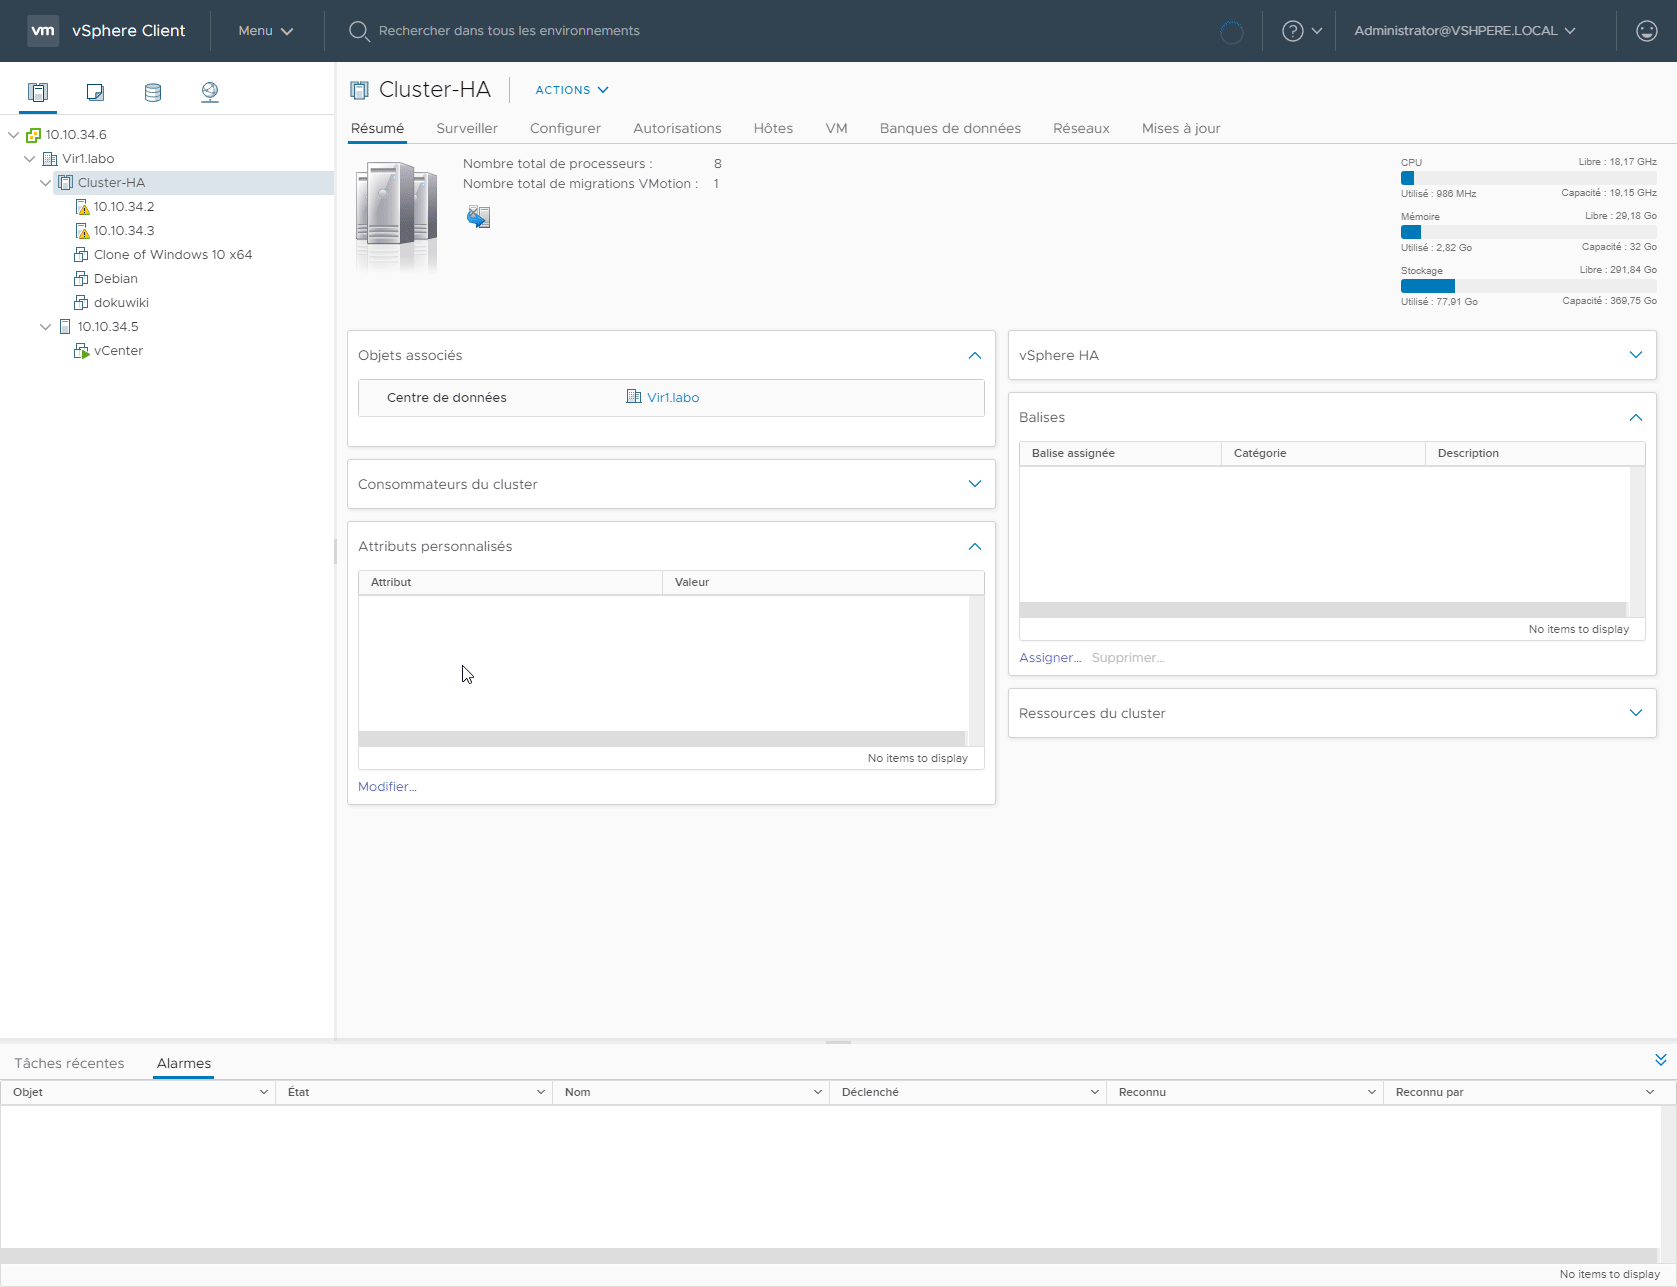 vm vSphere Client Menu Rechercher dans tous les environnements Administrator@VSHPERE.LOCAL
10.10.34.6
Vir1.labo
Cluster-HA
10.10.34.2
10.10.34.3
Clone of Windows 10 x64
Debian
dokuwiki
10.10.34.5
vCenter
Cluster-HA ACTIONS
Résumé Surveiller Configurer Autorisations Hôtes VM Banques de données Réseaux Mises à jour
Nombre total de processeurs : 8
Nombre total de migrations VMotion : 1
CPU Libre : 18,17 GHz
Utilisé : 986 MHz Capacité : 19,15 GHz
Mémoire Libre : 29,18 Go
Utilisé : 2,82 Go Capacité : 32 Go
Stockage Libre : 291,84 Go
Utilisé : 77,91 Go Capacité : 369,75 Go
Objets associés
Centre de données Vir1.labo
Consommateurs du cluster
Attributs personnalisés
Attribut Valeur
No items to display
Modifier...
vSphere HA
Balises
Balise assignée Catégorie Description
No items to display
Assigner... Supprimer...
Ressources du cluster
Tâches récentes Alarmes
Objet État Nom Déclenché Reconnu Reconnu par
No items to display